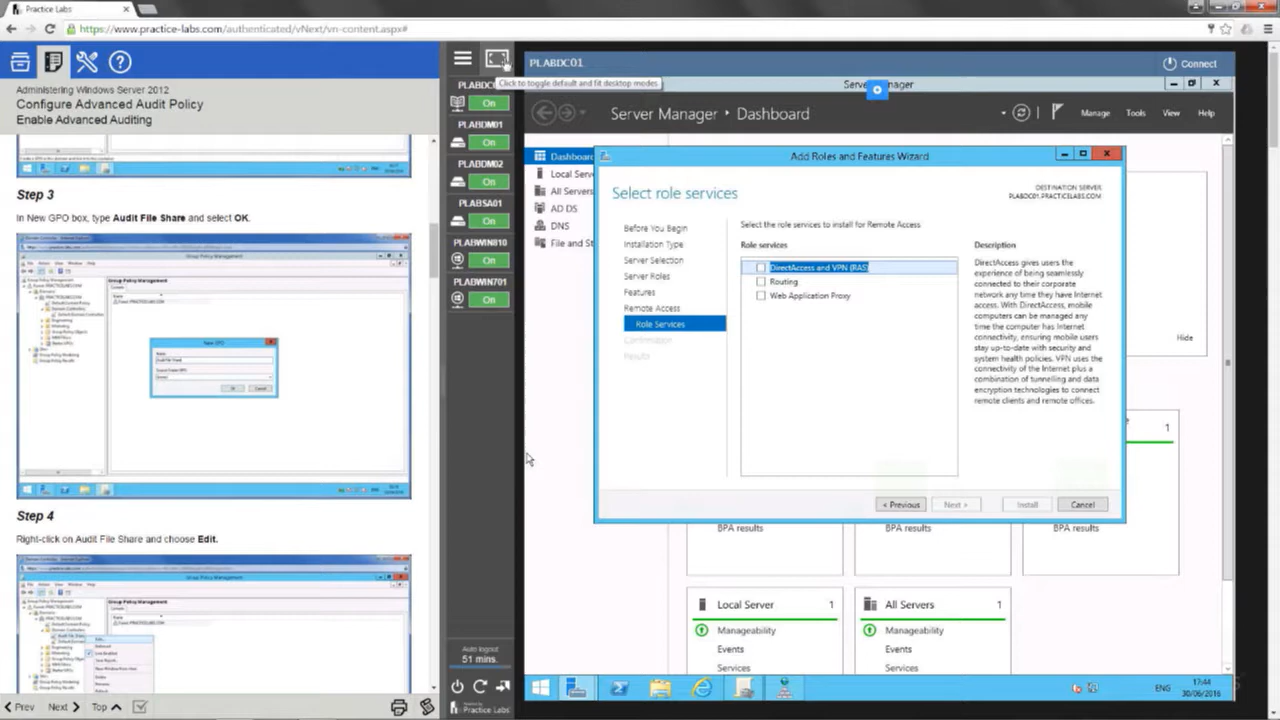 Practice Labs
https://www.practice-labs.com/authenticated/vNext/vn-content.aspx#
Administering Windows Server 2012
Configure Advanced Audit Policy
Enable Advanced Auditing
Step 3
In New GPO box, type Audit File Share and select OK.
Group Policy Management
New GPO
Step 4
Right-click on Audit File Share and choose Edit.
Group Policy Management
Prev
Next
Top
Click to toggle default and fit desktop modes
On
PLABDM01
On
PLABDM02
On
PLABSA01
On
PLABWIN810
On
PLABWIN701
On
Auto logout
51 mins.
Practice Labs
PLABDC01
Connect
Server Manager
Server Manager • Dashboard
Manage
Tools
View
Help
Dashboard
Local Server
All Servers
AD DS
DNS
File and St
Add Roles and Features Wizard
Select role services
DESTINATION SERVER
PLABDC01.PRACTICELABS.COM
Before You Begin
Installation Type
Server Selection
Server Roles
Features
Remote Access
Role Services
Confirmation
Results
Select the role services to install for Remote Access
Role services
DirectAccess and VPN (RAS)
Routing
Web Application Proxy
Description
DirectAccess gives users the
experience of being seamlessly
connected to their corporate
network any time they have Internet
access. With DirectAccess, mobile
computers can be managed any
time the computer has Internet
connectivity, ensuring mobile users
stay up-to-date with security and
system health policies. VPN uses the
connectivity of the Internet plus a
combination of tunnelling and data
encryption technologies to connect
remote clients and remote offices.
< Previous
Next >
Install
Cancel
Hide
1
BPA results
BPA results
BPA results
Local Server
1
Manageability
Events
Services
All Servers
1
Manageability
Events
Services
ENG
17:44
30/06/2016